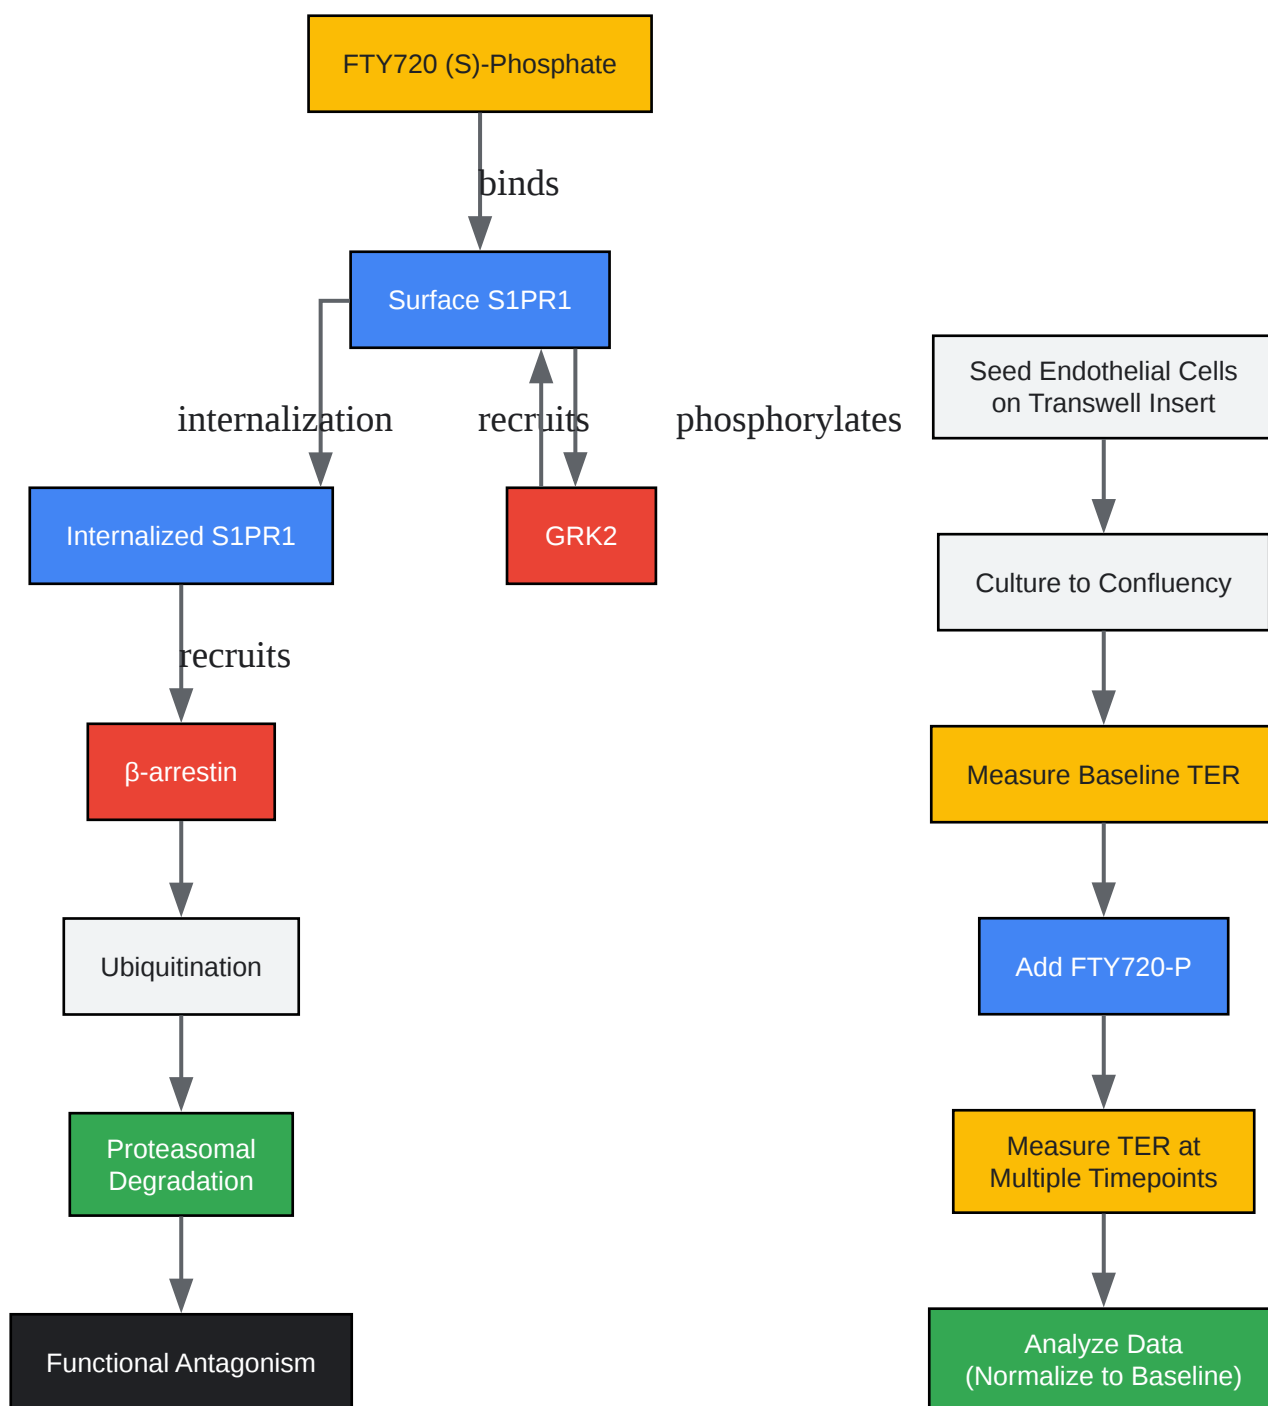 FTY720 (S)-Phosphate
binds
Surface S1PR1
internalization
recruits
phosphorylates
Internalized S1PR1
GRK2
recruits
β-arrestin
Ubiquitination
Proteasomal
Degradation
Functional Antagonism
Seed Endothelial Cells
on Transwell Insert
Culture to Confluency
Measure Baseline TER
Add FTY720-P
Measure TER at
Multiple Timepoints
Analyze Data
(Normalize to Baseline)